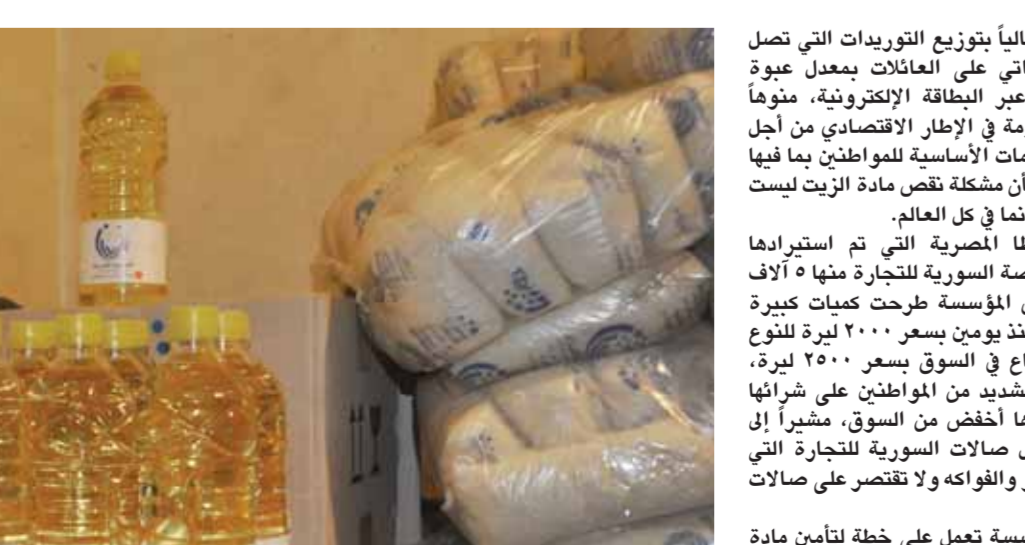 الياً بتوزيع التوريدات التي تصل
اتي على العائلات بمعدل عبوة
عبر البطاقة الإلكترونية، منوهاً
مة في الإطار الاقتصادي من أجل
مات الأساسية للمواطنين بما فيها
أن مشكلة نقص مادة الزيت ليست
نما في كل العالم.
طا المصرية التي تم استيرادها
صة السورية للتجارة منها ٥ آلاف
ن المؤسسة طرحت كميات كبيرة
نذ يومين بسعر ٢٠٠٠ ليرة للنوع
اع في السوق بسعر ٢٥٠٠ ليرة،
شديد من المواطنين على شرائها
ها أخفض من السوق، مشيراً إلى
ى صالات السورية للتجارة التي
ر والفواكه ولا تقتصر على صالات
سسة تعمل على خطة لتأمين مادة